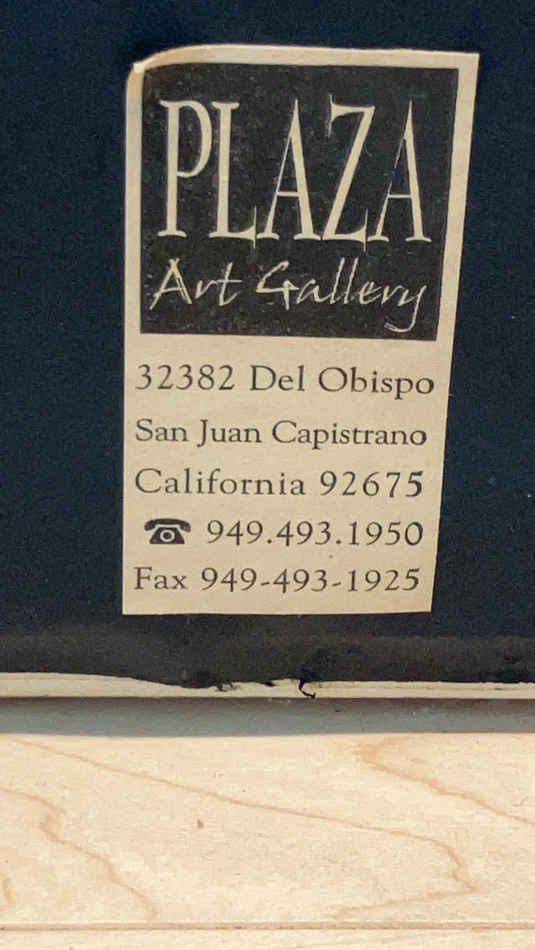 PLAZA
Art Gallery
32382 Del Obispo
San Juan Capistrano
California 92675
☎ 949.493.1950
Fax 949-493-1925